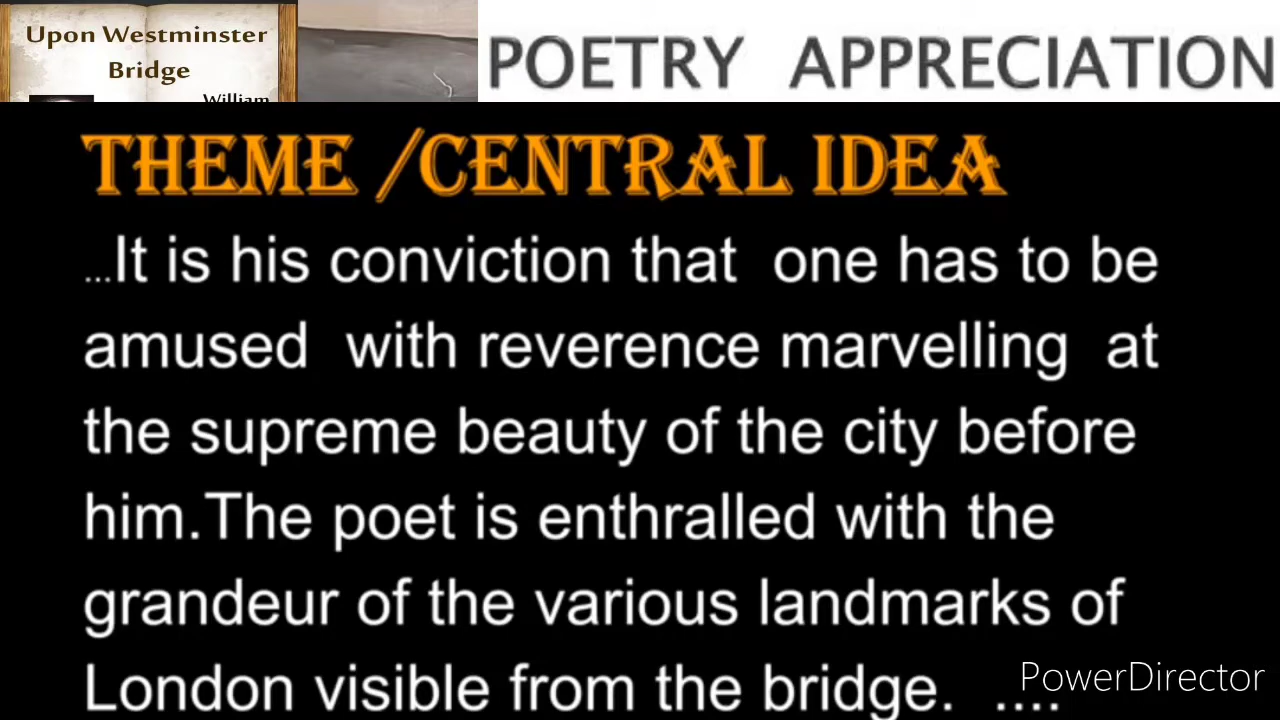 Upon Westminster
Bridge
William
POETRY APPRECIATION
THEME /CENTRAL IDEA
...It is his conviction that one has to be
amused with reverence marvelling at
the supreme beauty of the city before
him.The poet is enthralled with the
grandeur of the various landmarks of
London visible from the bridge. ....
PowerDirector